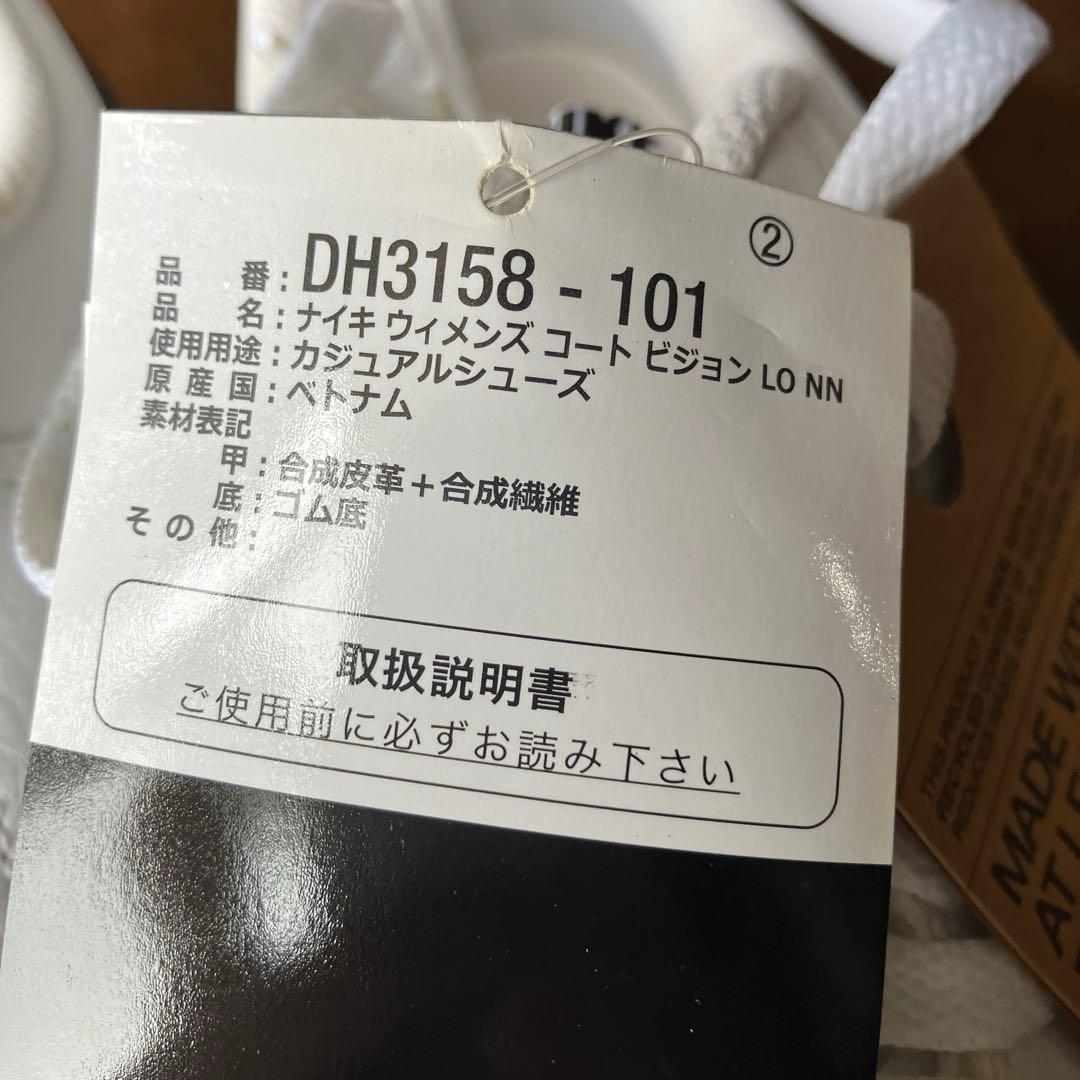 ②
品番：DH3158 - 101
品名：ナイキ ウィメンズ コート ビジョン LO NN
使用用途：カジュアルシューズ
原産国：ベトナム
素材表記
甲：合成皮革＋合成繊維
底：ゴム底
その他：
取扱説明書
ご使用前に必ずお読み下さい
THIS PRODUCT IS MADE
MADE WITH
AT